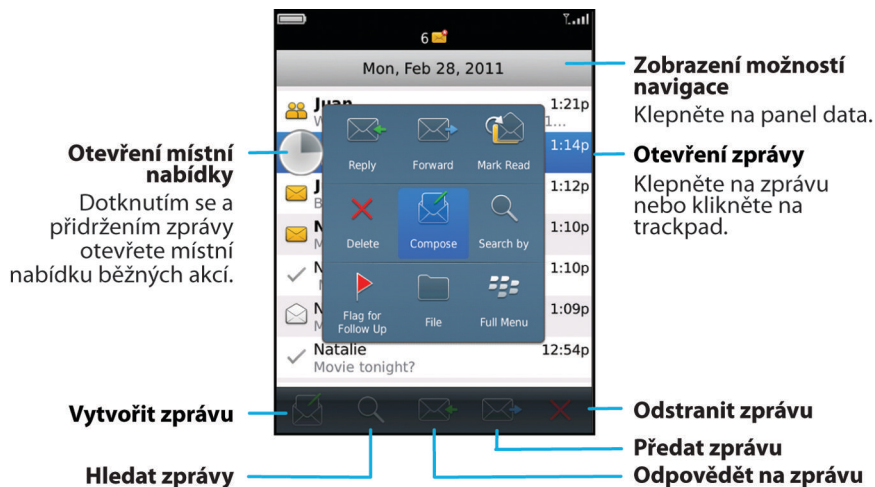 6
Mon, Feb 28, 2011
Juan
1:21p
1...
1:14p
1:12p
1:10p
1:10p
1:09p
Natalie
12:54p
Movie tonight?
Reply
Forward
Mark Read
Delete
Compose
Search by
Flag for
Follow Up
File
Full Menu
Otevření místní
nabídky
Dotknutím se a
přidržením zprávy
otevřete místní
nabídku běžných akcí.
Zobrazení možností
navigace
Klepněte na panel data.
Otevření zprávy
Klepněte na zprávu
nebo klikněte na
trackpad.
Vytvořit zprávu
Hledat zprávy
Odstranit zprávu
Předat zprávu
Odpovědět na zprávu